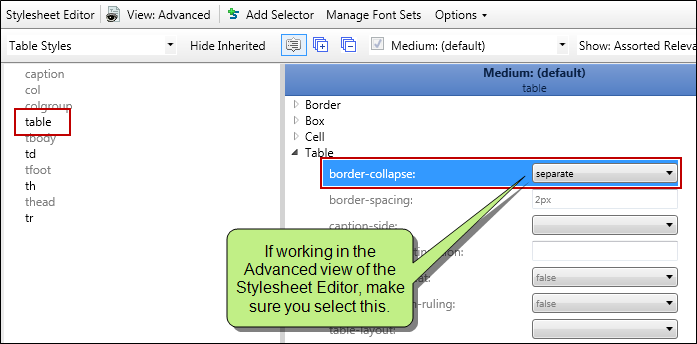 Stylesheet Editor View: Advanced Add Selector Manage Font Sets Options
Table Styles Hide Inherited Medium: (default) Show: Assorted Releva
caption
col
colgroup
table
tbody
td
tfoot
th
thead
tr
Medium: (default)
table
Border
Box
Cell
Table
border-collapse: separate
border-spacing: 2px
caption-side:
at: false
-ruling: false
table-layout:
If working in the
Advanced view of the
Stylesheet Editor, make
sure you select this.